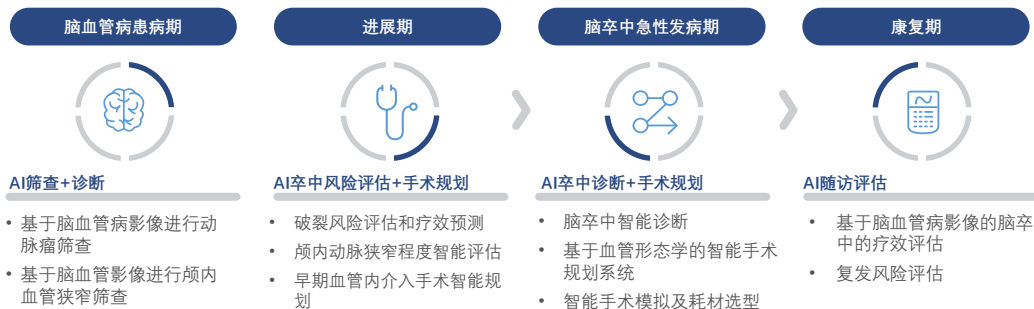 脑血管病患病期
AI筛查+诊断
• 基于脑血管病影像进行动
脉瘤筛查
• 基于脑血管影像进行颅内
血管狭窄筛查
进展期
AI卒中风险评估+手术规划
• 破裂风险评估和疗效预测
• 颅内动脉狭窄程度智能评估
• 早期血管内介入手术智能规
划
脑卒中急性发病期
AI卒中诊断+手术规划
• 脑卒中智能诊断
• 基于血管形态学的智能手术
规划系统
• 智能手术模拟及耗材选型
康复期
AI随访评估
• 基于脑血管病影像的脑卒
中的疗效评估
• 复发风险评估